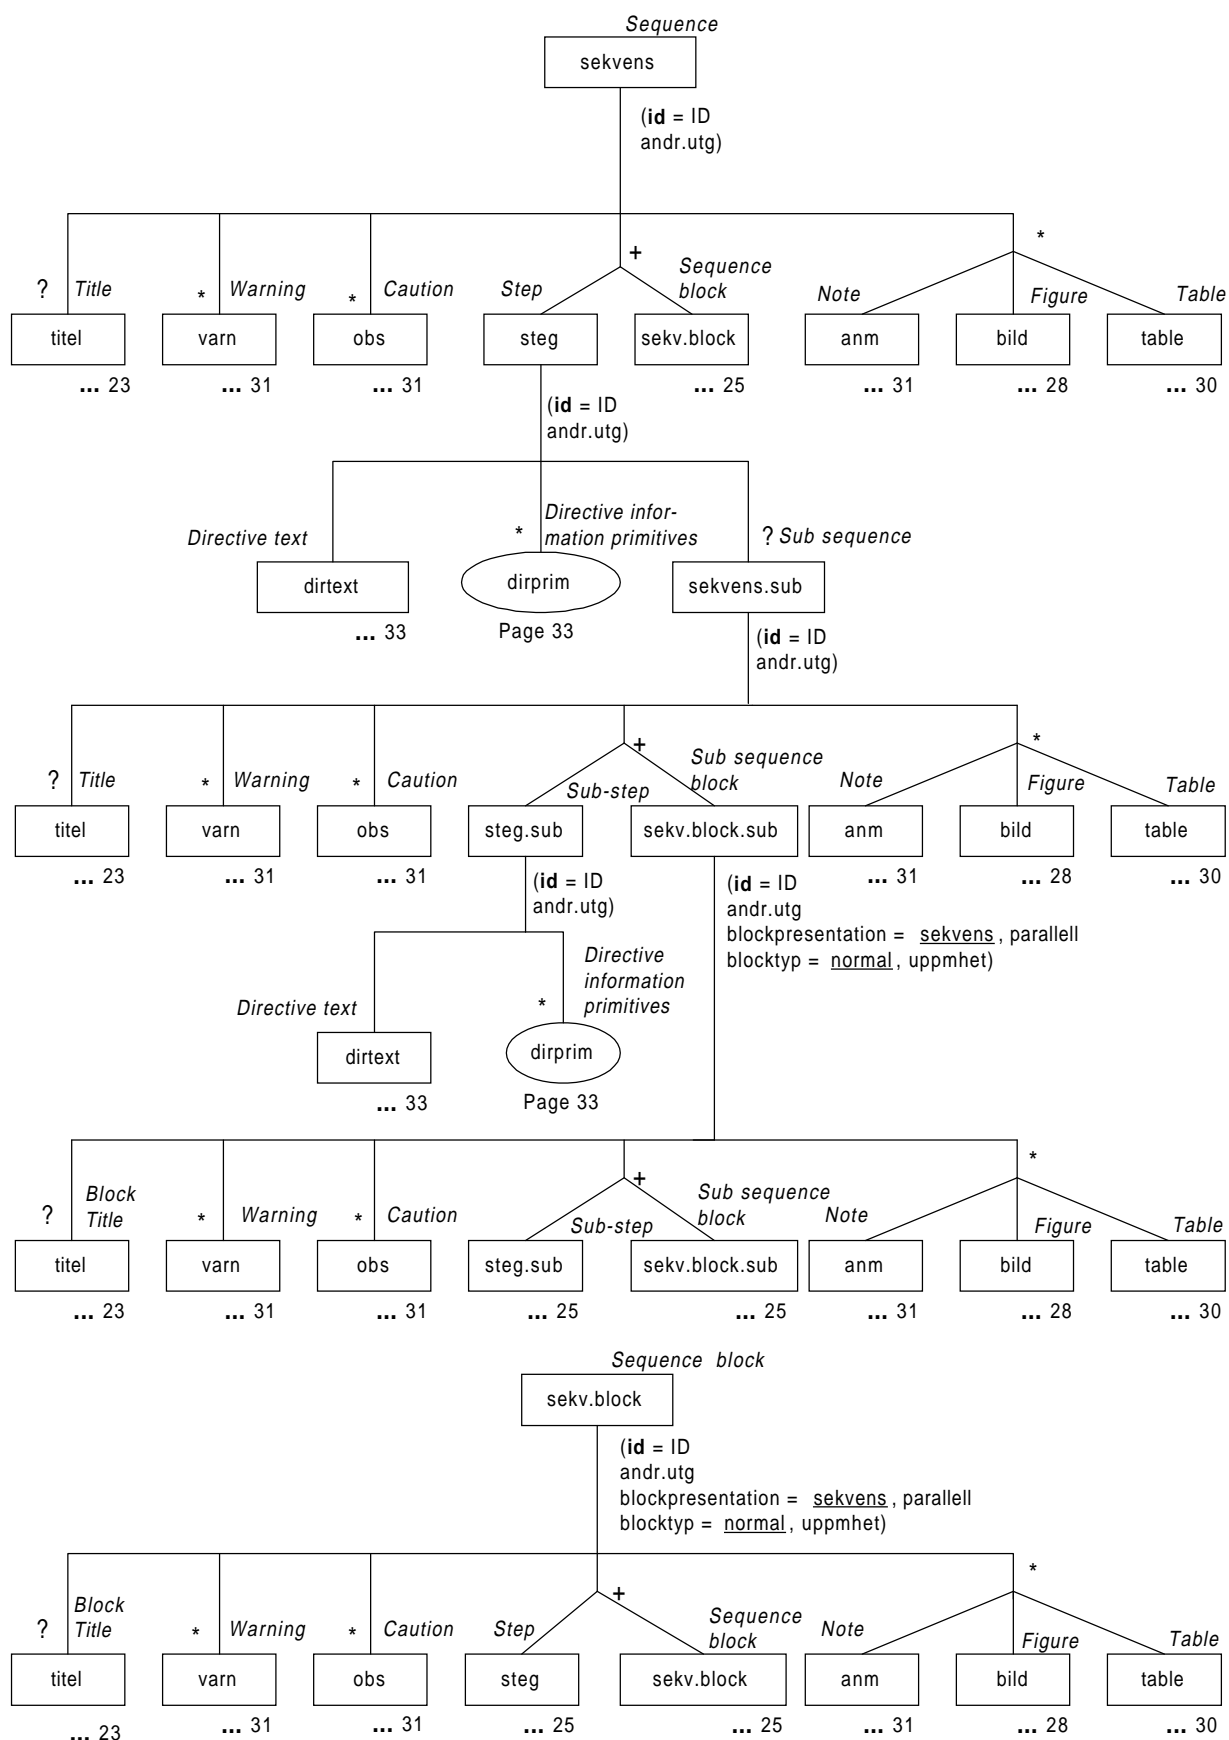 Sequence
sekvens
(id = ID
andr.utg)
+
*
Sequence
block
? Title
* Warning
* Caution
Step
Note
Figure
Table
titel
varn
obs
steg
sekv.block
anm
bild
table
... 23
... 31
... 31
... 25
... 31
... 28
... 30
(id = ID
andr.utg)
Directive text
* Directive infor-
mation primitives
? Sub sequence
dirtext
dirprim
sekvens.sub
... 33
Page 33
(id = ID
andr.utg)
+
*
Sub sequence
block
? Title
* Warning
* Caution
Sub-step
Note
Figure
Table
titel
varn
obs
steg.sub
sekv.block.sub
anm
bild
table
... 23
... 31
... 31
... 31
... 28
... 30
(id = ID
andr.utg)
(id = ID
andr.utg
blockpresentation = sekvens, parallell
blocktyp = normal, uppmhet)
Directive text
*
Directive
information
primitives
dirtext
dirprim
... 33
Page 33
+
*
? Block
Title
* Warning
* Caution
Sub-step
Sub sequence
block
Note
Figure
Table
titel
varn
obs
steg.sub
sekv.block.sub
anm
bild
table
... 23
... 31
... 31
... 25
... 25
... 31
... 28
... 30
Sequence block
sekv.block
(id = ID
andr.utg
blockpresentation = sekvens, parallell
blocktyp = normal, uppmhet)
+
*
? Block
Title
* Warning
* Caution
Step
Sequence
block
Note
Figure
Table
titel
varn
obs
steg
sekv.block
anm
bild
table
... 23
... 31
... 31
... 25
... 25
... 31
... 28
... 30